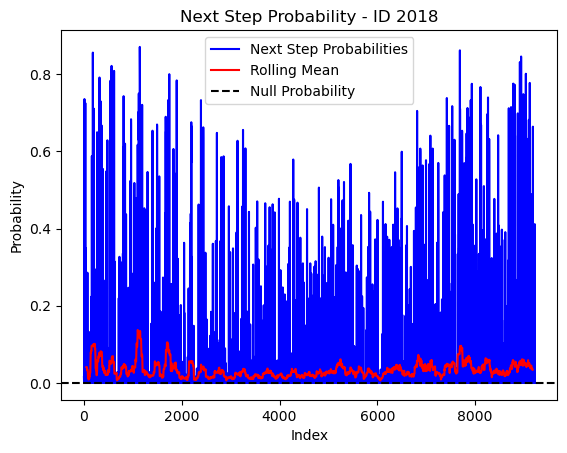 Next Step Probability - ID 2018
Next Step Probabilities
Rolling Mean
Null Probability
Probability
0.8
0.6
0.4
0.2
0.0
0 2000 4000 6000 8000
Index